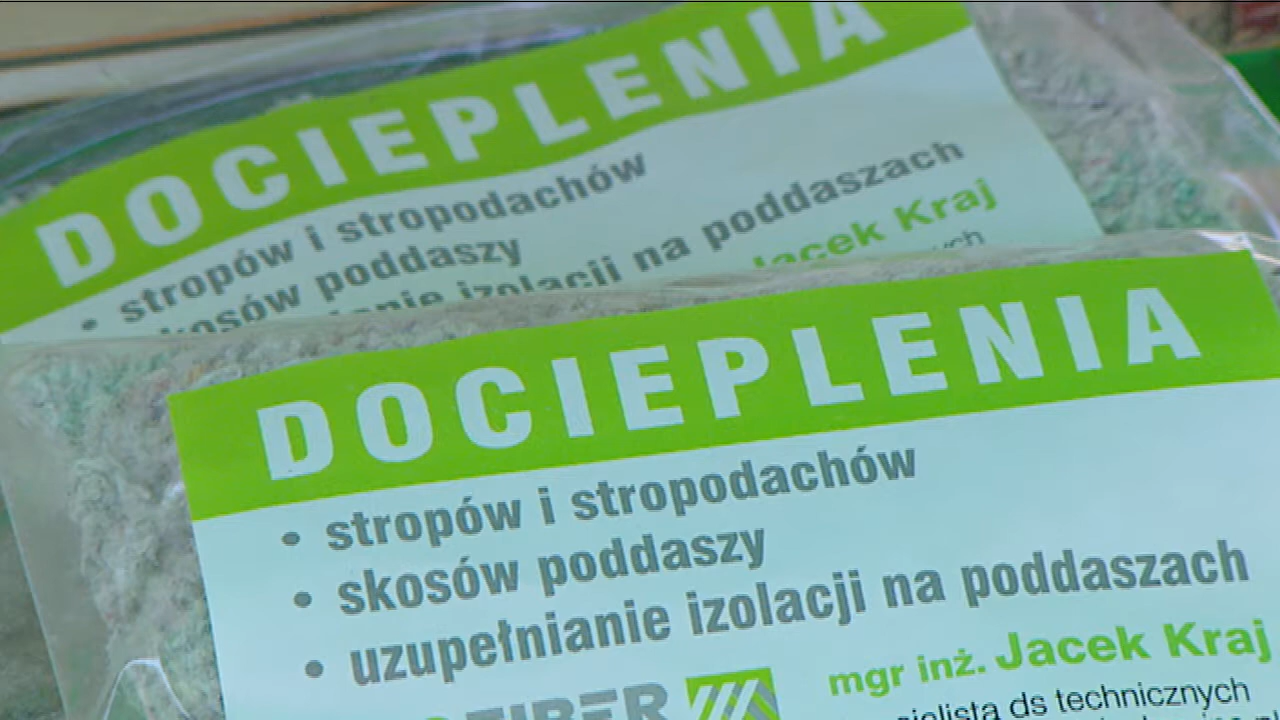 DOCIEPLENIA
• stropów i stropodachów
skosów poddaszy
izolacji na poddaszach
Jacek Kraj
DOCIEPLENIA
• stropów i stropodachów
• skosów poddaszy
• uzupełnianie izolacji na poddaszach
mgr inż. Jacek Kraj
ds technicznych